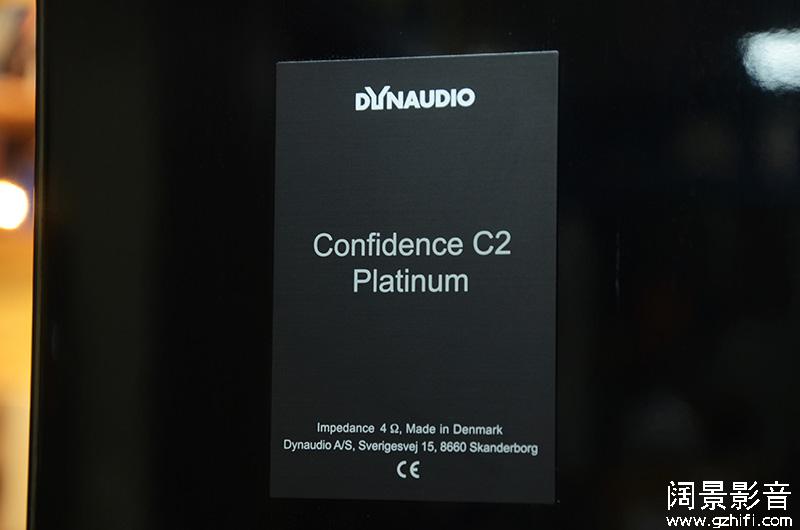 DYNAUDIO
Confidence C2
Platinum
Impedance 4 Ω, Made in Denmark
Dynaudio A/S, Sverigesvej 15, 8660 Skanderborg
CE
阔景影音
www.gzhifi.com